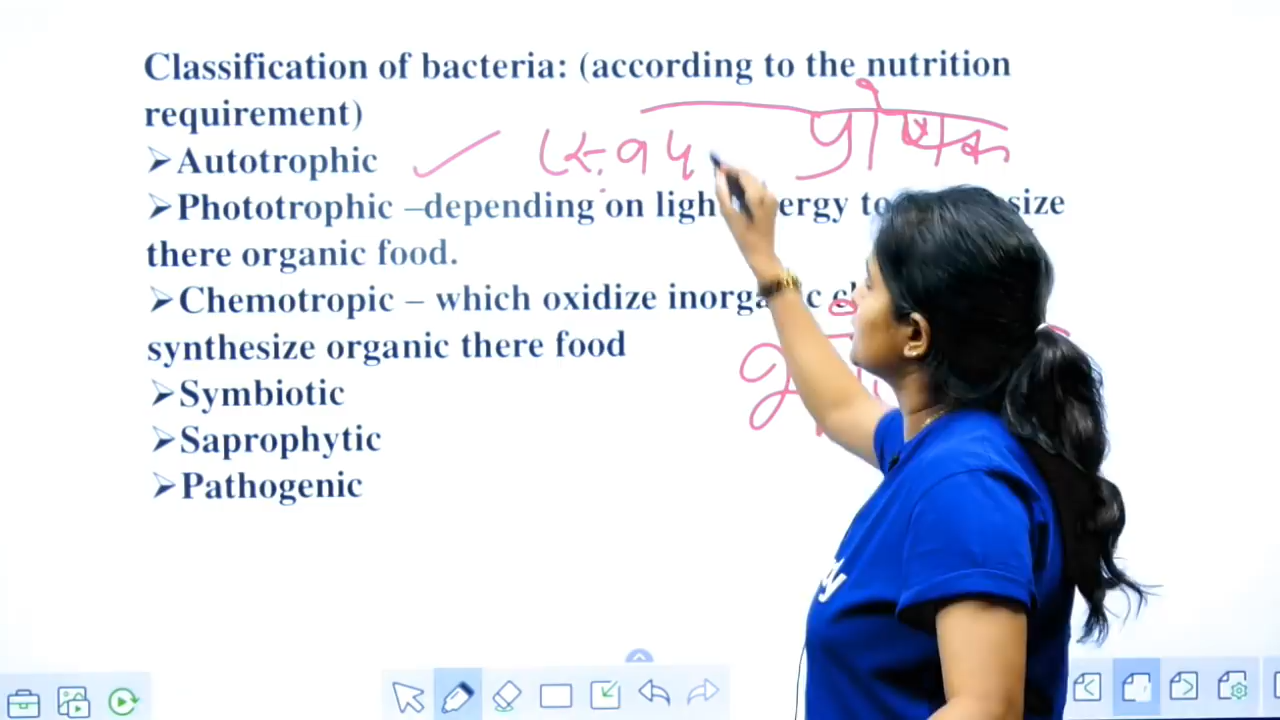 Classification of bacteria: (according to the nutrition
requirement)
➢Autotrophic
पोषक
➢Phototrophic –depending on ligh ergy to size
there organic food.
➢Chemotropic – which oxidize inorga c
synthesize organic there food
➢Symbiotic
➢Saprophytic
➢Pathogenic